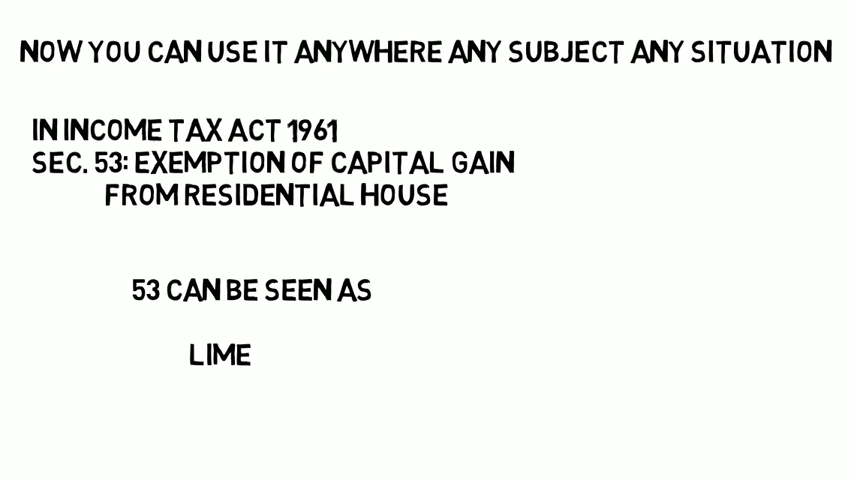 NOW YOU CAN USE IT ANYWHERE ANY SUBJECT ANY SITUATION
IN INCOME TAX ACT 1961
SEC. 53: EXEMPTION OF CAPITAL GAIN
FROM RESIDENTIAL HOUSE
53 CAN BE SEEN AS
LIME